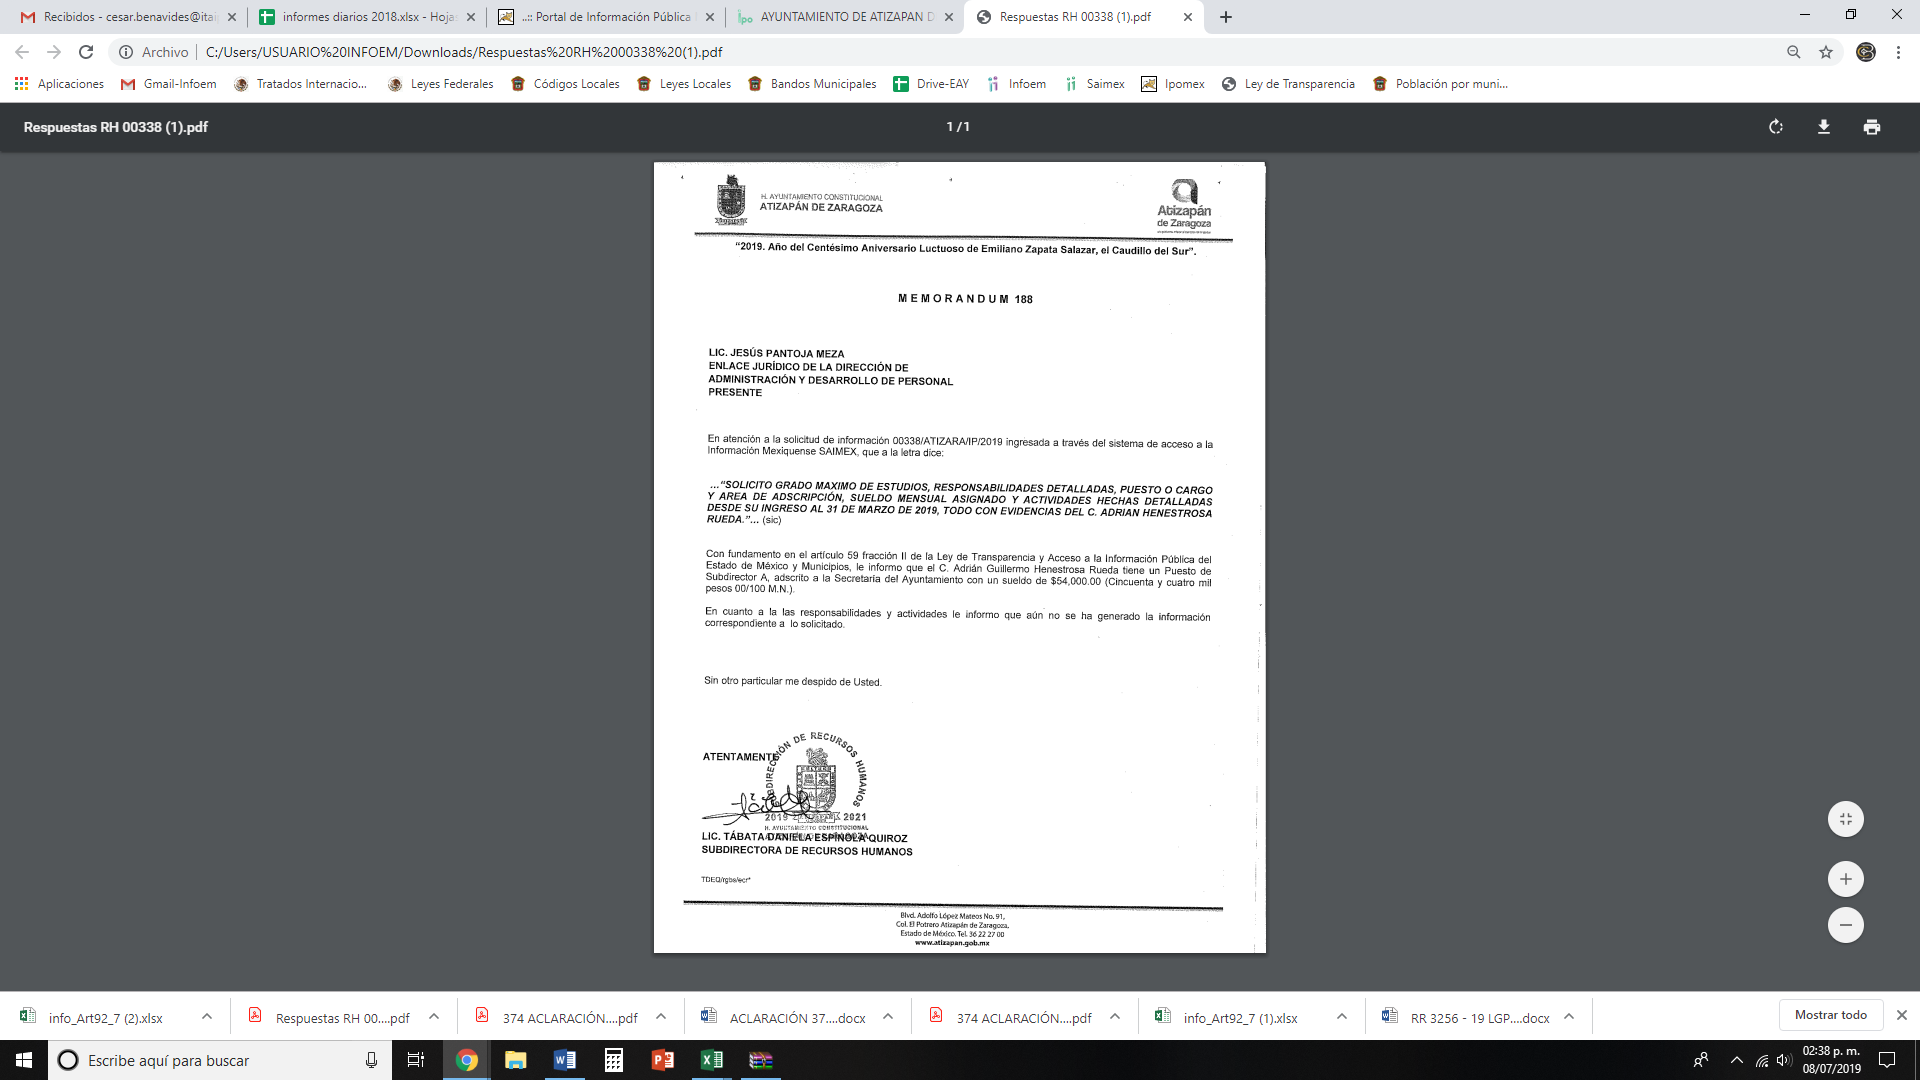 Recibidos - cesar.benavides@itai
informes diarios 2018.xlsx - Hoja
..:: Portal de Información Pública
AYUNTAMIENTO DE ATIZAPAN D
Respuestas RH 00338 (1).pdf
Archivo
C:/Users/USUARIO%20INFOEM/Downloads/Respuestas%20RH%2000338%20(1).pdf
Aplicaciones
Gmail-Infoem
Tratados Internacio...
Leyes Federales
Códigos Locales
Leyes Locales
Bandos Municipales
Drive-EAY
Infoem
Saimex
Ipomex
Ley de Transparencia
Población por muni...
Respuestas RH 00338 (1).pdf
1 / 1
H. AYUNTAMIENTO CONSTITUCIONAL
ATIZAPÁN DE ZARAGOZA
Atizapán
de Zaragoza
"2019. Año del Centésimo Aniversario Luctuoso de Emiliano Zapata Salazar, el Caudillo del Sur".
MEMORANDUM 188
LIC. JESÚS PANTOJA MEZA
ENLACE JURÍDICO DE LA DIRECCIÓN DE
ADMINISTRACIÓN Y DESARROLLO DE PERSONAL
PRESENTE
En atención a la solicitud de información 00338/ATIZARA/IP/2019 ingresada a través del sistema de acceso a la
Información Mexiquense SAIMEX, que a la letra dice:
..."SOLICITO GRADO MAXIMO DE ESTUDIOS, RESPONSABILIDADES DETALLADAS, PUESTO O CARGO
Y AREA DE ADSCRIPCIÓN, SUELDO MENSUAL ASIGNADO Y ACTIVIDADES HECHAS DETALLADAS
DESDE SU INGRESO AL 31 DE MARZO DE 2019, TODO CON EVIDENCIAS DEL C. ADRIAN HENESTROSA
RUEDA."... (sic)
Con fundamento en el artículo 59 fracción II de la Ley de Transparencia y Acceso a la Información Pública del
Estado de México y Municipios, le informo que el C. Adrián Guillermo Henestrosa Rueda tiene un Puesto de
Subdirector A, adscrito a la Secretaría del Ayuntamiento con un sueldo de $54,000.00 (Cincuenta y cuatro mil
pesos 00/100 M.N.).
En cuanto a la las responsabilidades y actividades le informo que aún no se ha generado la información
correspondiente a lo solicitado.
Sin otro particular me despido de Usted.
ATENTAMENTE
SUBDIRECCIÓN DE RECURSOS HUMANOS
2019 2021
H. AYUNTAMIENTO CONSTITUCIONAL
LIC. TÁBATA DANIELA ESPÍNOLA QUIROZ
SUBDIRECTORA DE RECURSOS HUMANOS
TDEQ/rgbs/ecr*
Blvd. Adolfo López Mateos No. 91,
Col. El Potrero Atizapán de Zaragoza,
Estado de México. Tel. 36 22 27 00
www.atizapan.gob.mx
info_Art92_7 (2).xlsx
Respuestas RH 00....pdf
374 ACLARACIÓN....pdf
ACLARACIÓN 37....docx
374 ACLARACIÓN....pdf
info_Art92_7 (1).xlsx
RR 3256 - 19 LGP....docx
Mostrar todo
Escribe aquí para buscar
02:38 p. m.
08/07/2019